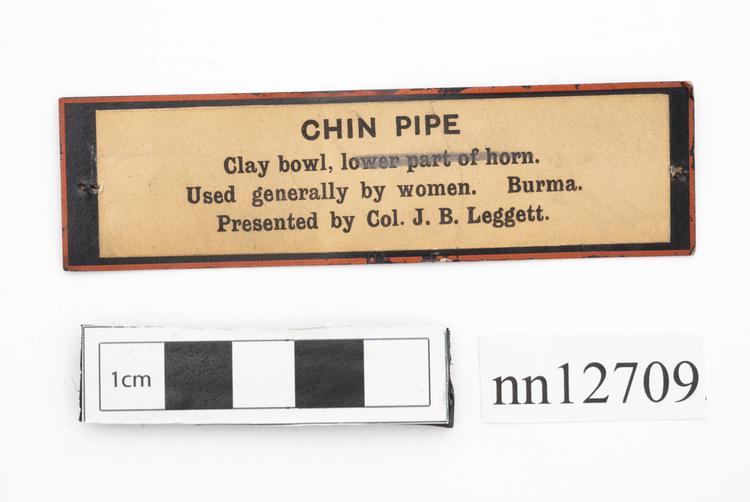 CHIN PIPE
Clay bowl, lower part of horn.
Used generally by women. Burma.
Presented by Col. J. B. Leggett.
1cm
nn12709.